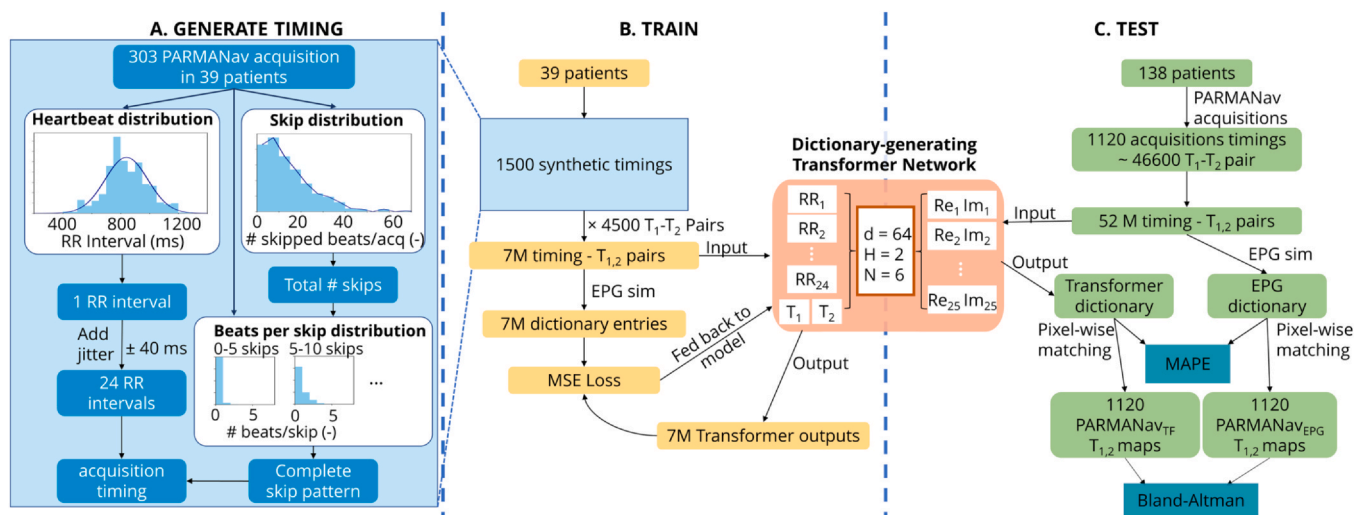 A. GENERATE TIMING
303 PARMANav acquisition
in 39 patients
Heartbeat distribution
400 800 1200
RR Interval (ms)
Skip distribution
0 20 40 60
# skipped beats/acq (-)
1 RR interval
Add
jitter
± 40 ms
24 RR
intervals
acquisition
timing
Total # skips
Beats per skip distribution
0-5 skips 5-10 skips
...
0 5 0 5
# beats/skip (-)
Complete
skip pattern
B. TRAIN
39 patients
1500 synthetic timings
× 4500 T₁-T₂ Pairs
7M timing - T₁,₂ pairs
Input
EPG sim
7M dictionary entries
MSE Loss
Fed back to
model
Output
7M Transformer outputs
Dictionary-generating
Transformer Network
RR₁
RR₂
⋮
RR₂₄
T₁ T₂
d = 64
H = 2
N = 6
Re₁ Im₁
Re₂ Im₂
⋮
Re₂₅ Im₂₅
C. TEST
138 patients
PARMANav
acquisitions
1120 acquisitions timings
~ 46600 T₁-T₂ pair
Input
52 M timing - T₁,₂ pairs
Output
EPG sim
Transformer
dictionary
EPG
dictionary
Pixel-wise
matching
Pixel-wise
matching
MAPE
1120
PARMANav_TF
T₁,₂ maps
1120
PARMANav_EPG
T₁,₂ maps
Bland-Altman